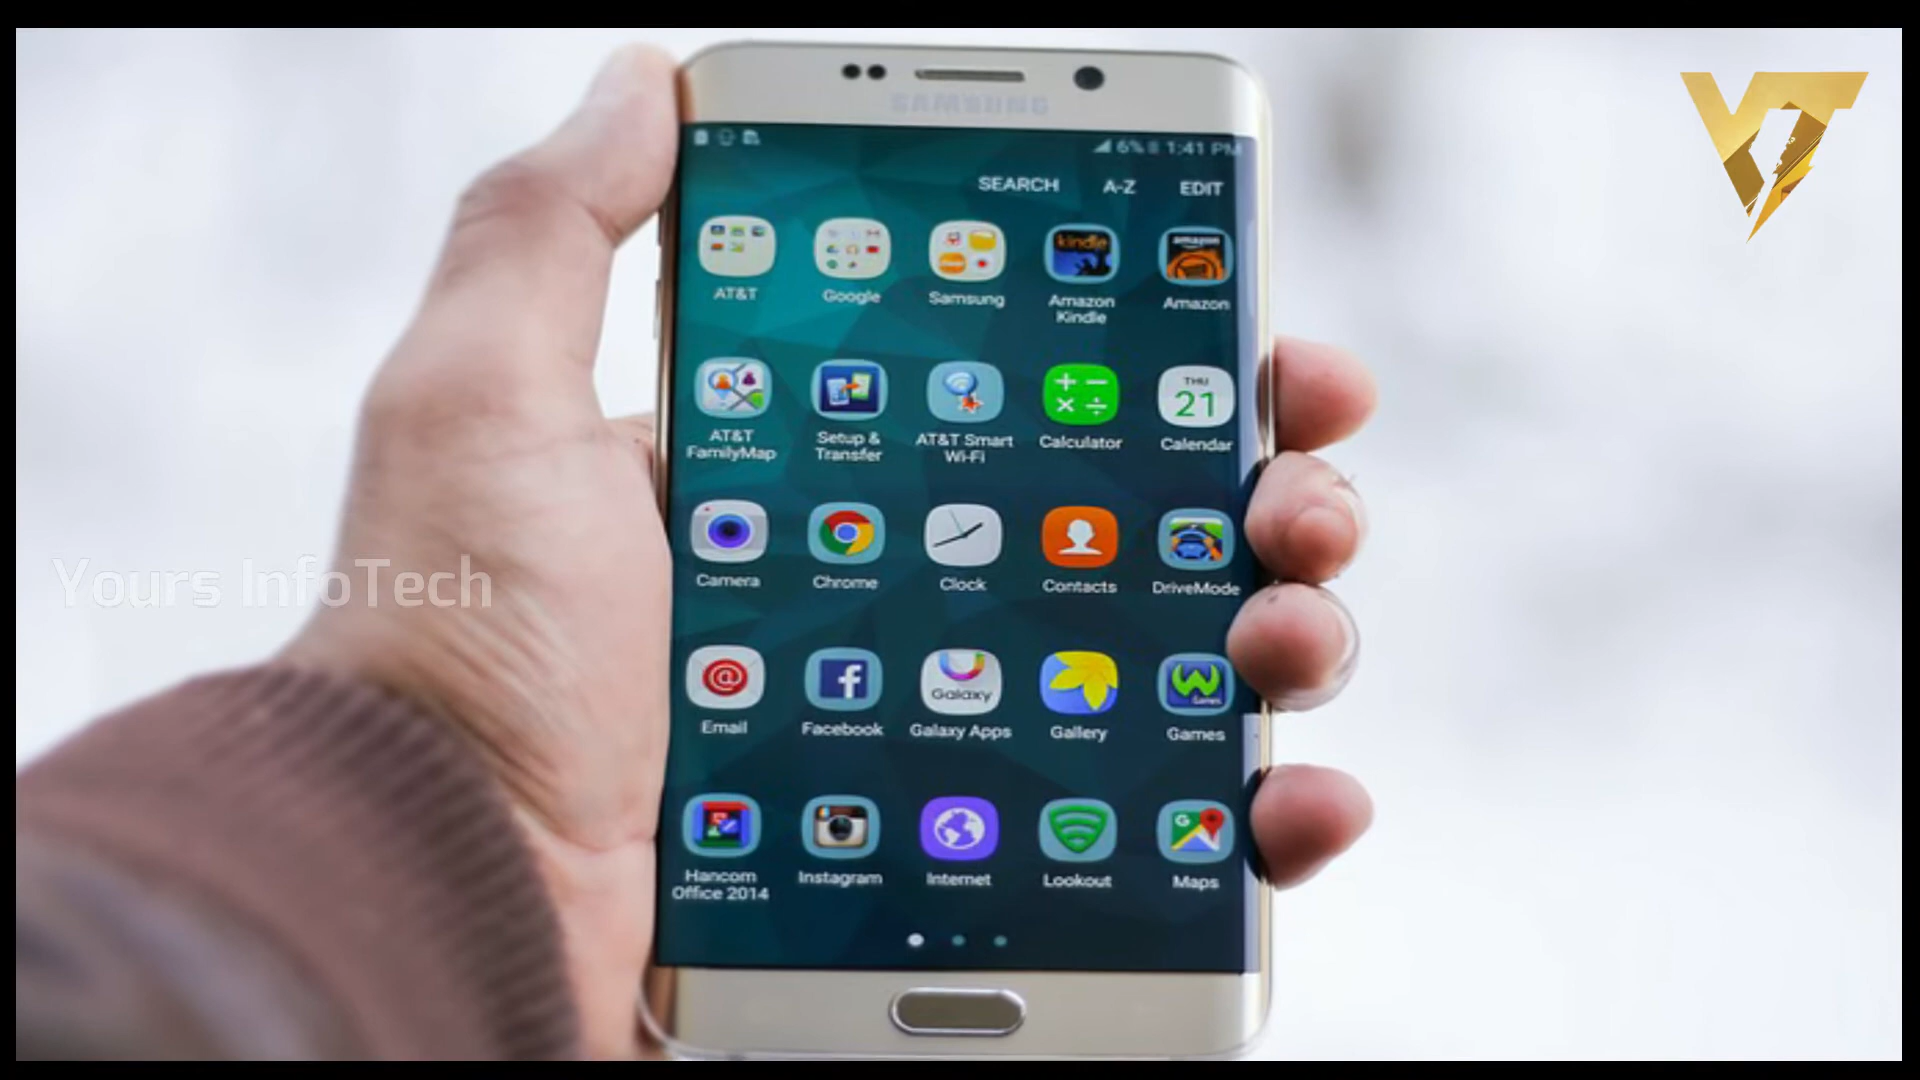 SAMSUNG
6% 1:41 PM
SEARCH A-Z EDIT
kindle
amazon
AT&T Google Samsung Amazon Kindle Amazon
THU
21
AT&T FamilyMap Setup & Transfer AT&T Smart Wi-Fi Calculator Calendar
Yours InfoTech
Camera Chrome Clock Contacts DriveMode
@
f
Galaxy
W
Games
Email Facebook Galaxy Apps Gallery Games
G
Hancom Office 2014 Instagram Internet Lookout Maps